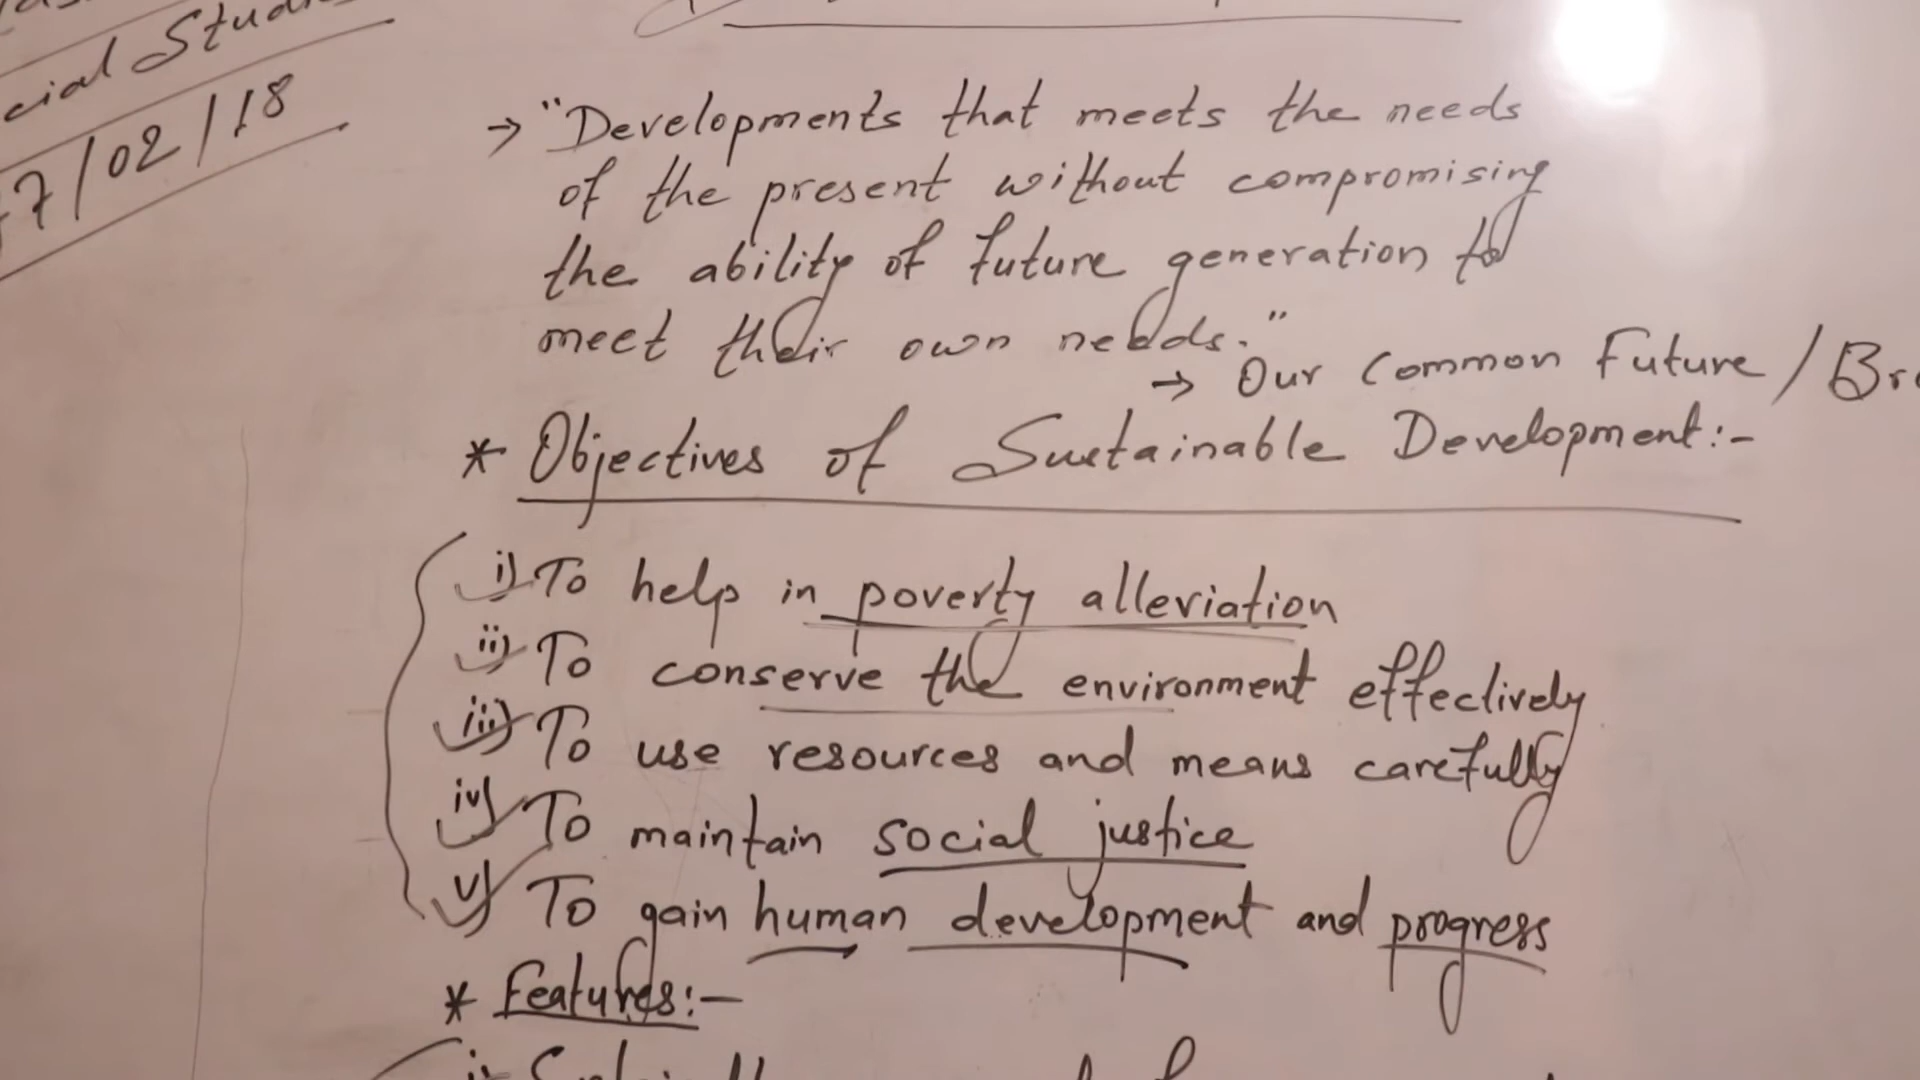 cial Studi
7/02/18
→ "Developments that meets the needs
of the present without compromising
the ability of future generation to
meet their own needs."
→ Our Common Future / Br
* Objectives of Sustainable Development:-
i) To help in poverty alleviation
ii) To conserve the environment effectively
iii) To use resources and means carefully
iv) To maintain social justice
v) To gain human development and progress
* Features:-